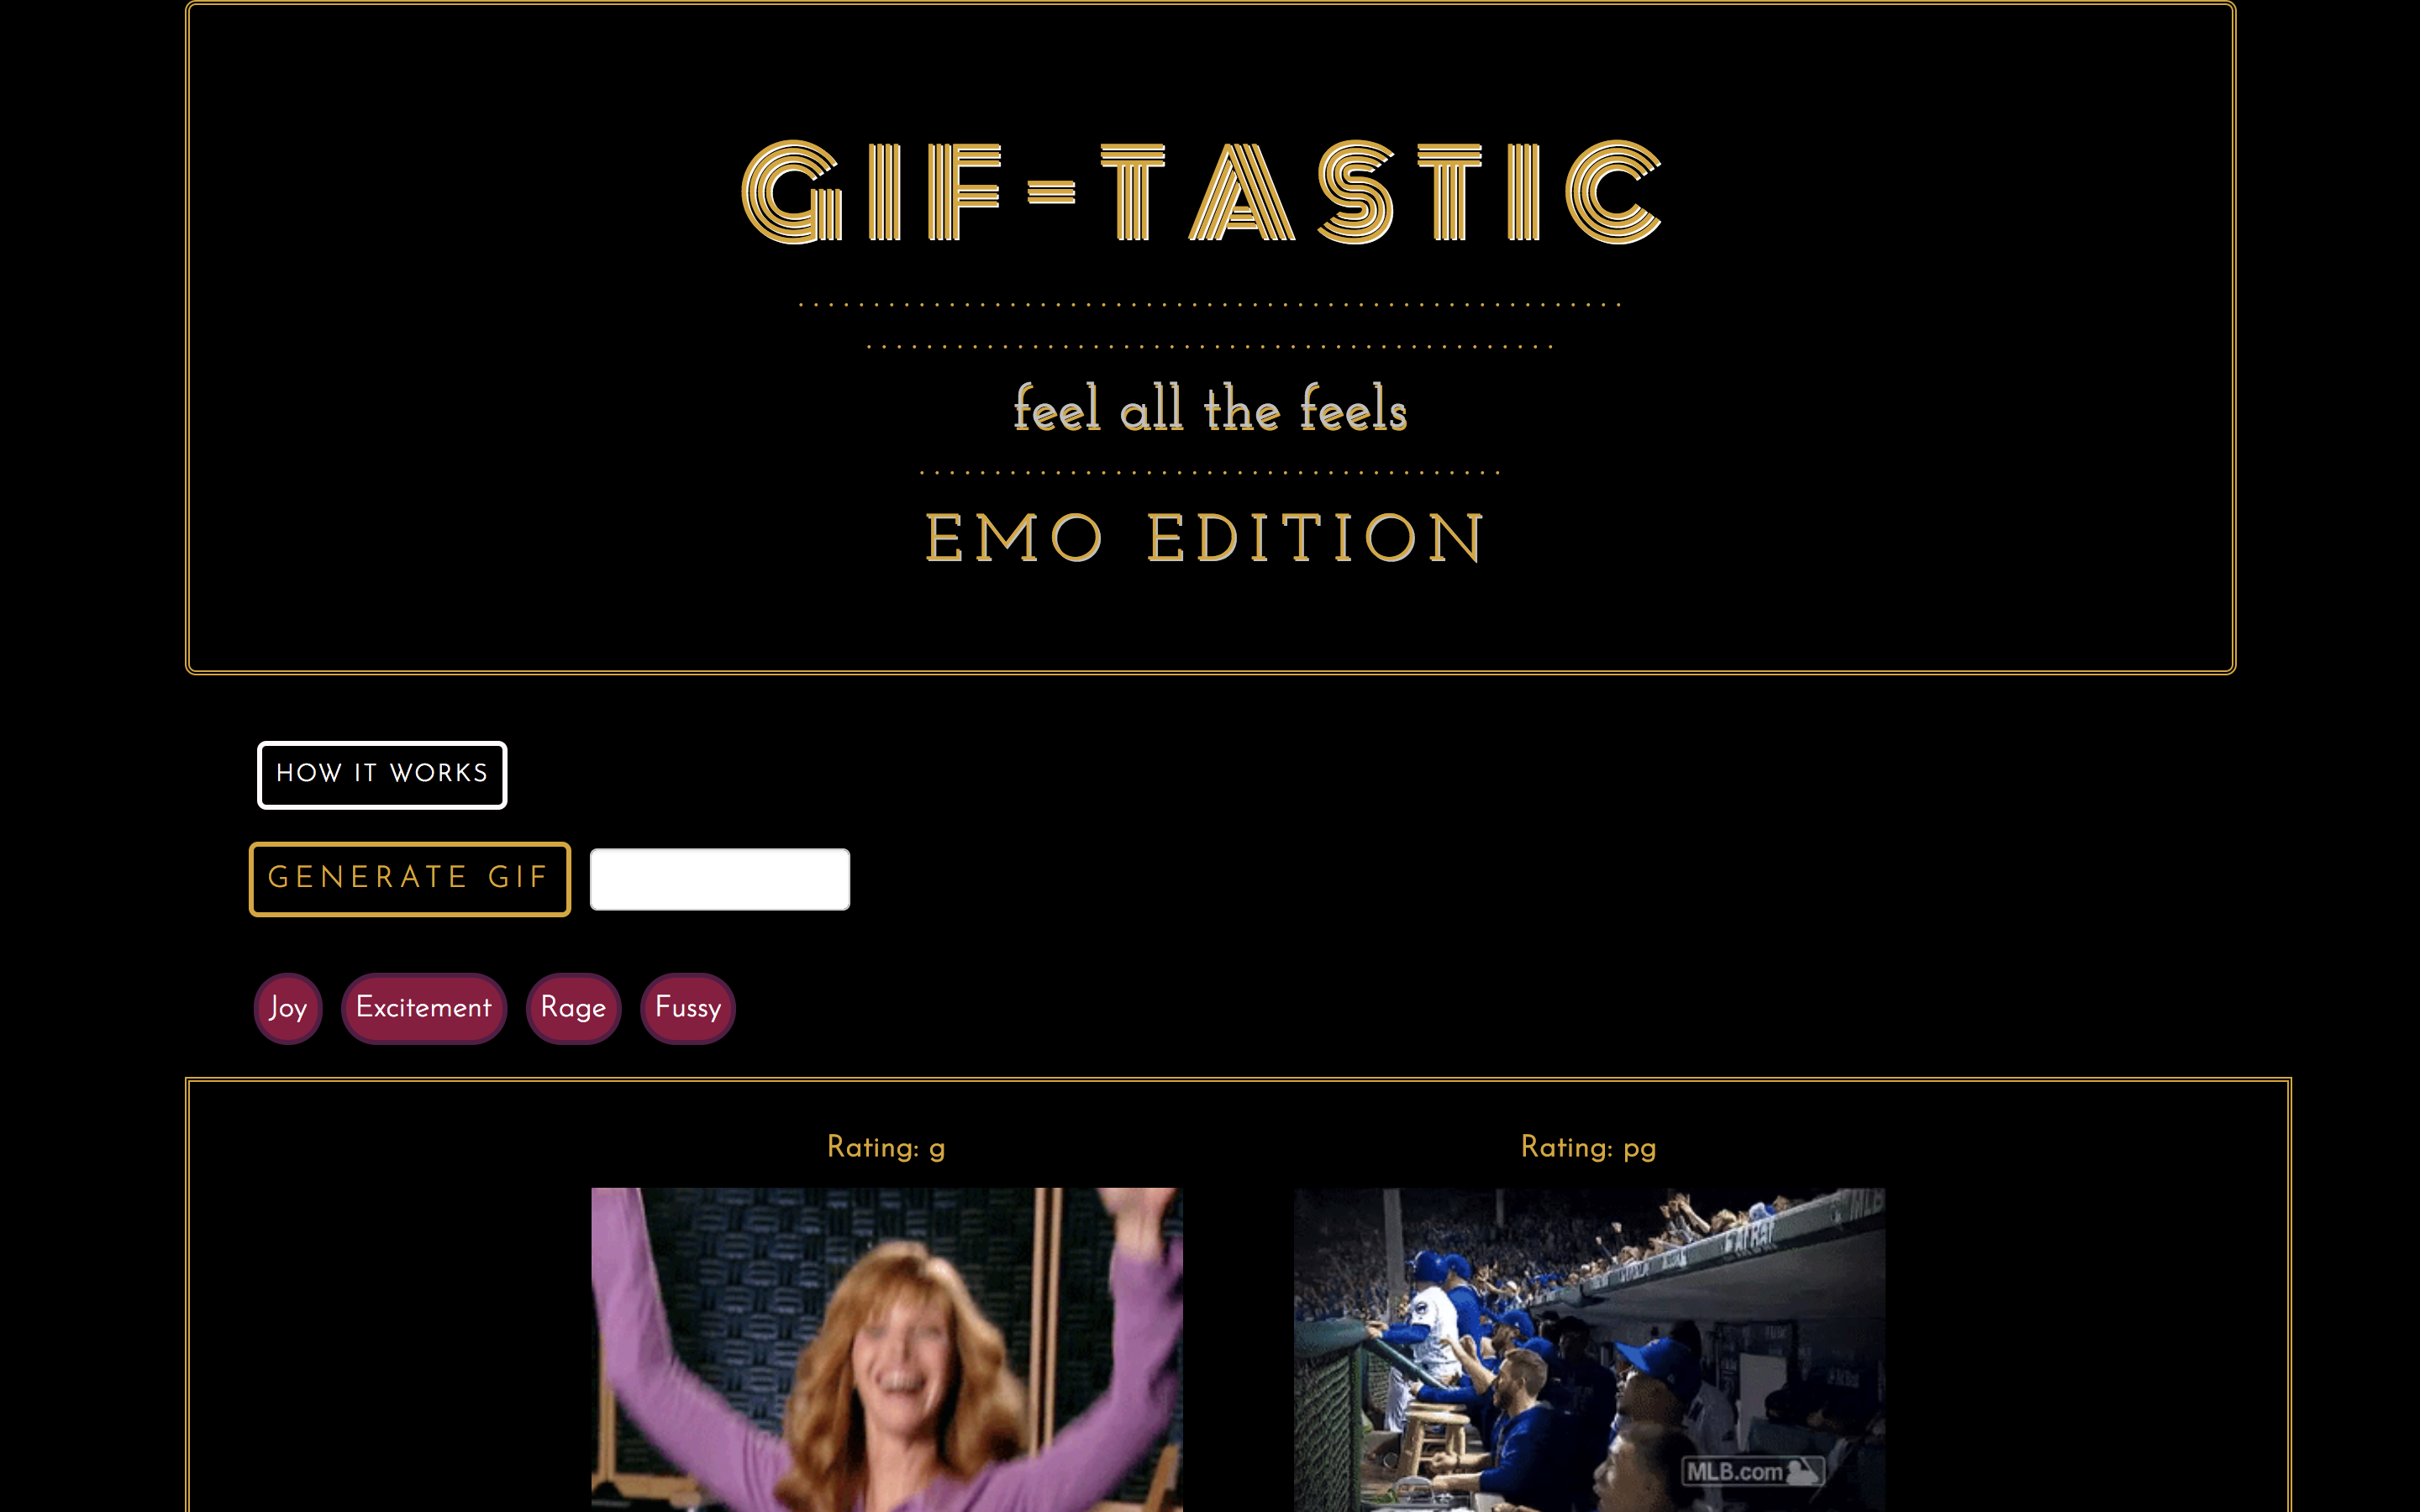 GIF-TASTIC
feel all the feels
EMO EDITION
HOW IT WORKS
GENERATE GIF
Joy Excitement Rage Fussy
Rating: g Rating: pg
MLB.com